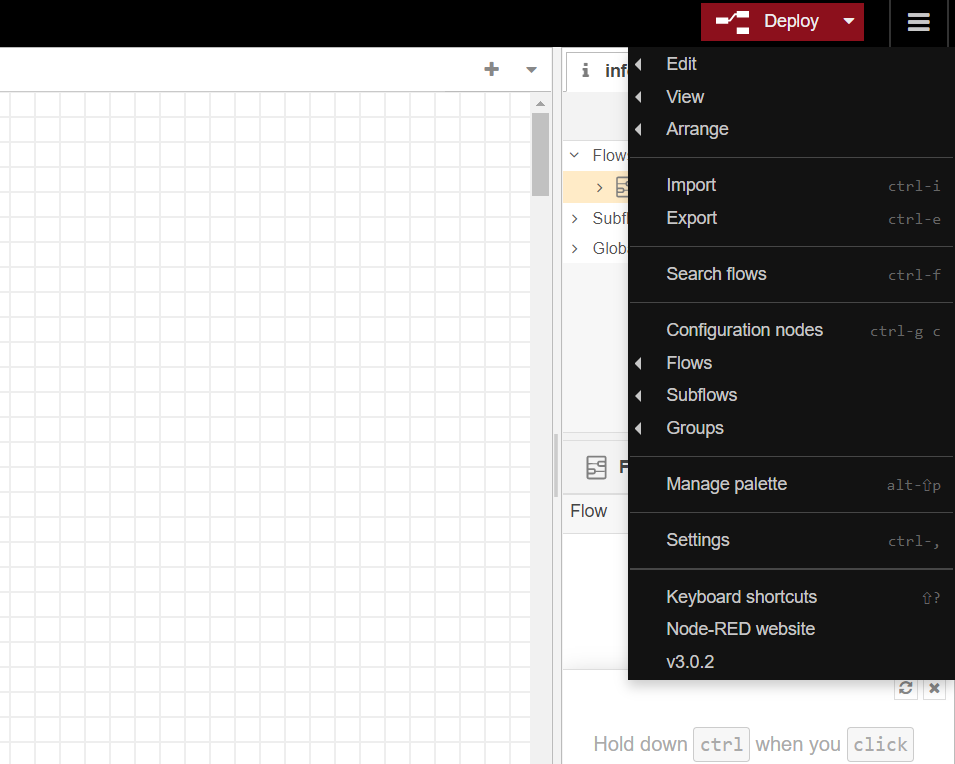 Deploy
inf
Edit
View
Arrange
Flow
Import ctrl-i
Export ctrl-e
Subfl
Glob
Search flows ctrl-f
Configuration nodes ctrl-g c
Flows
Subflows
Groups
F
Manage palette alt-⇧p
Flow
Settings ctrl-,
Keyboard shortcuts ⇧?
Node-RED website
v3.0.2
Hold down ctrl when you click